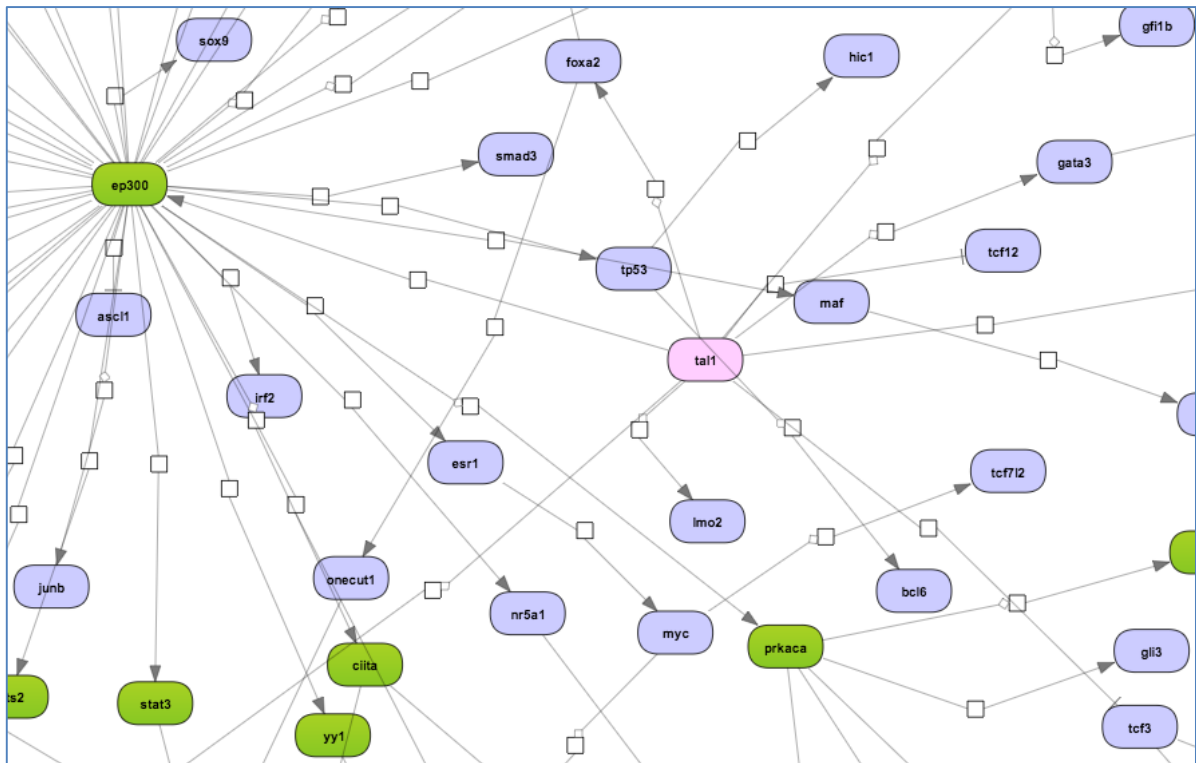 sox9
gfi1b
foxa2
hic1
smad3
gata3
ep300
tcf12
tp53
maf
ascl1
tal1
irf2
esr1
tcf7l2
lmo2
onecut1
bcl6
junb
nr5a1
myc
prkaca
gli3
ciita
ts2
stat3
tcf3
yy1